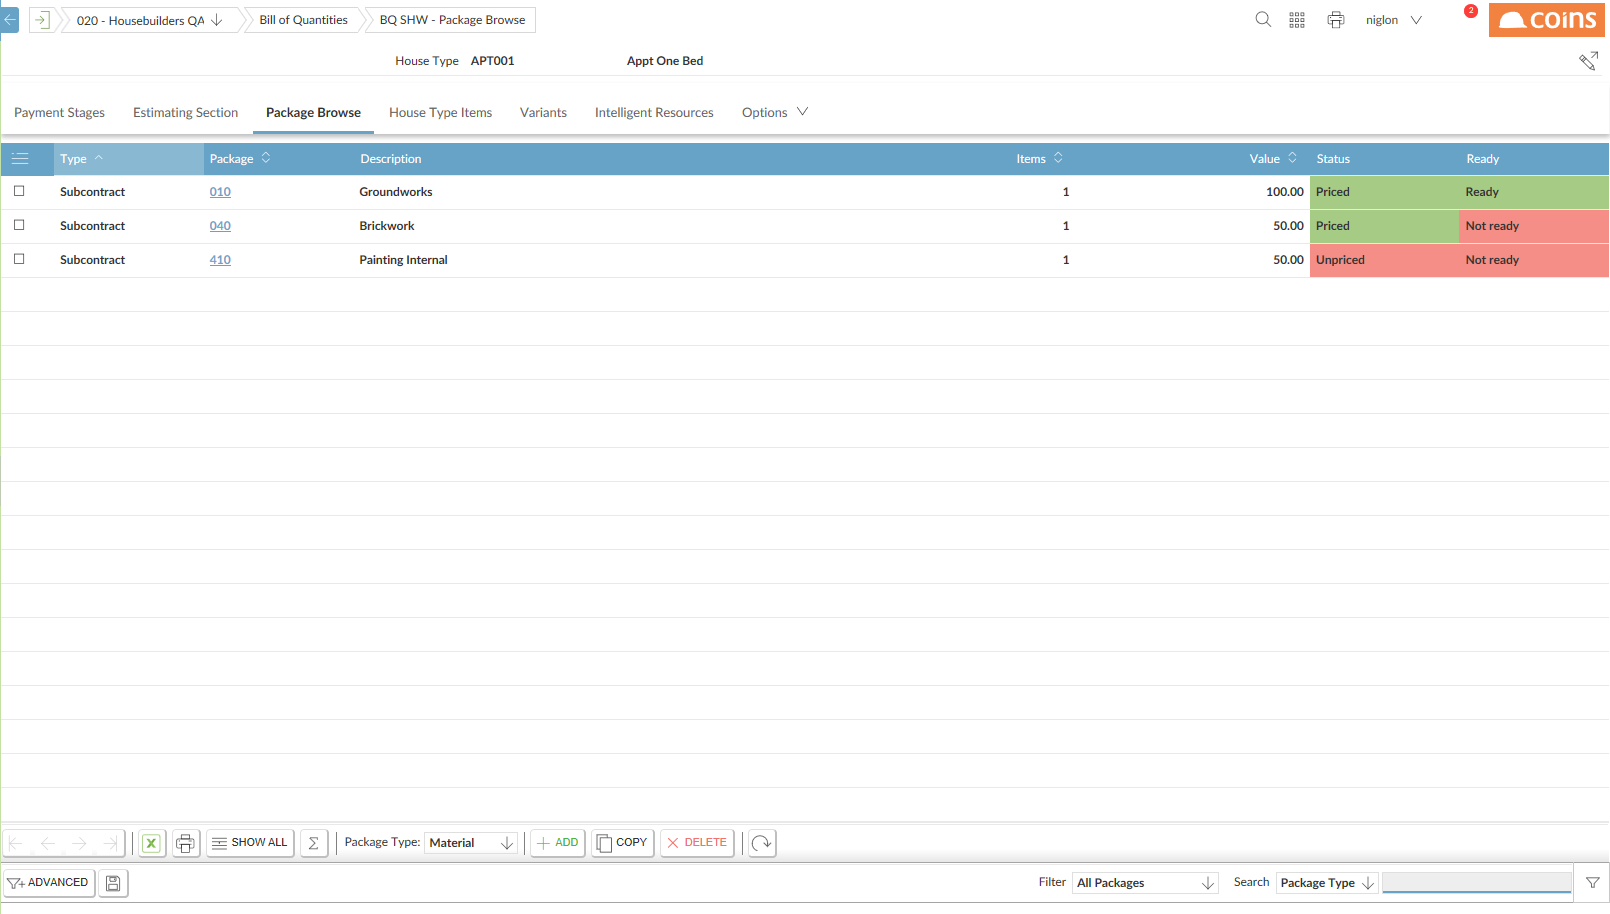 020 - Housebuilders QA Bill of Quantities BQ SHW - Package Browse niglon 2 coins
House Type APT001 Appt One Bed
Payment Stages Estimating Section Package Browse House Type Items Variants Intelligent Resources Options
Type Package Description Items Value Status Ready
Subcontract 010 Groundworks 1 100.00 Priced Ready
Subcontract 040 Brickwork 1 50.00 Priced Not ready
Subcontract 410 Painting Internal 1 50.00 Unpriced Not ready
SHOW ALL Σ Package Type: Material ADD COPY DELETE
ADVANCED Filter All Packages Search Package Type